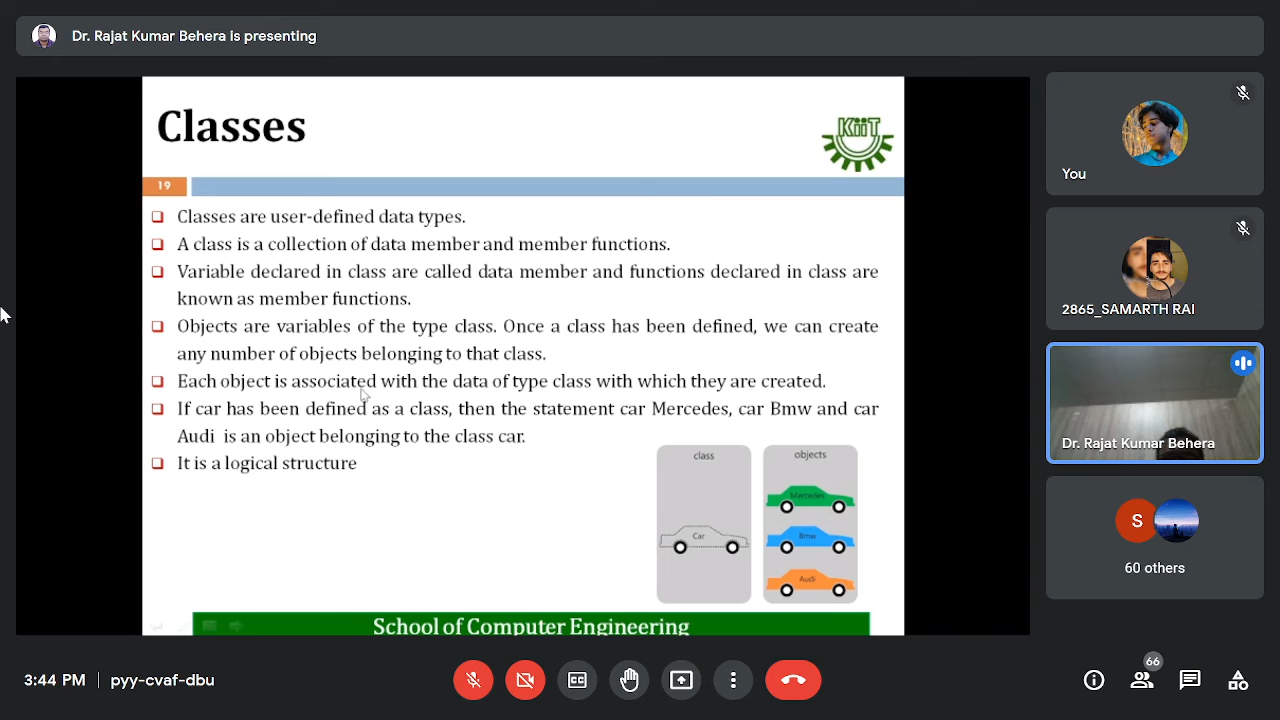 Dr. Rajat Kumar Behera is presenting
Classes
KiiT
19
Classes are user-defined data types.
A class is a collection of data member and member functions.
Variable declared in class are called data member and functions declared in class are
known as member functions.
Objects are variables of the type class. Once a class has been defined, we can create
any number of objects belonging to that class.
Each object is associated with the data of type class with which they are created.
If car has been defined as a class, then the statement car Mercedes, car Bmw and car
Audi is an object belonging to the class car.
It is a logical structure
class
Car
objects
Mercedes
Bmw
Audi
School of Computer Engineering
You
2865_SAMARTH RAI
Dr. Rajat Kumar Behera
S
60 others
3:44 PM | pyy-cvaf-dbu
CC
66